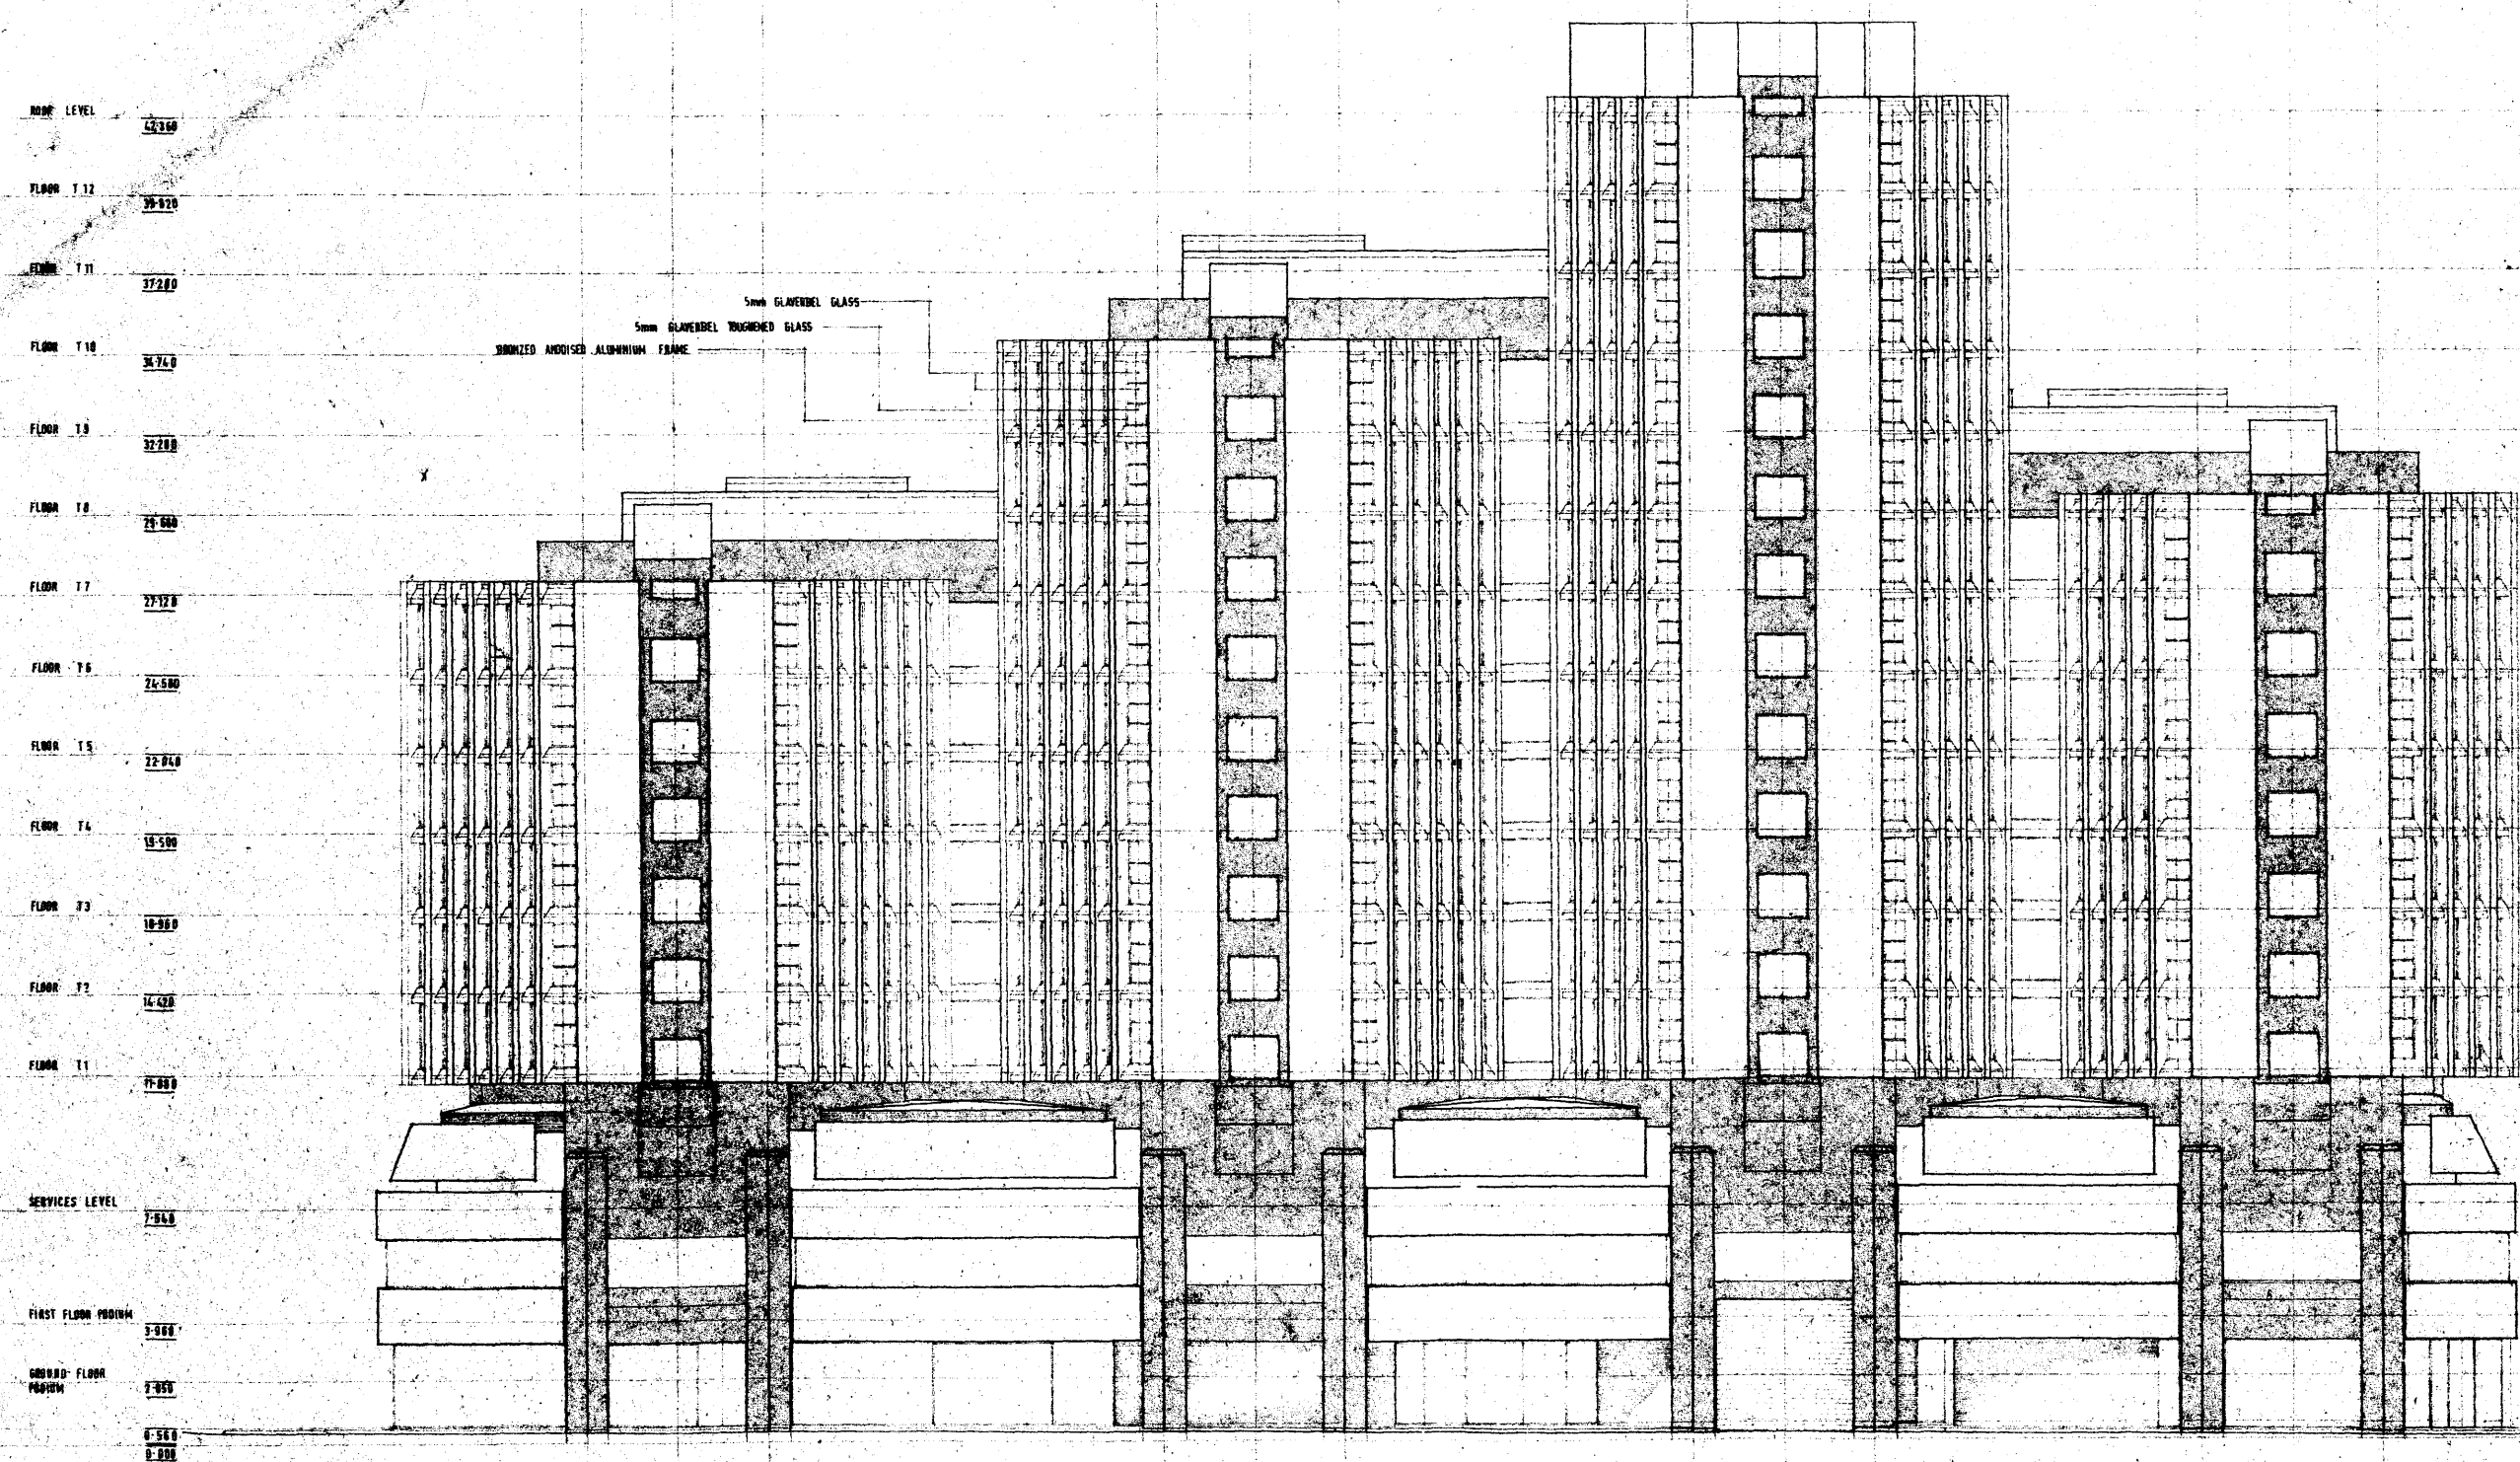 ROOF LEVEL
42·360
FLOOR T 12
39·820
FLOOR T 11
37·280
5mm GLAVERBEL GLASS
5mm GLAVERBEL TOUGHENED GLASS
FLOOR T 10
BRONZED ANODISED ALUMINIUM FRAME
34·740
FLOOR T 9
32·200
X
FLOOR T 8
29·660
FLOOR T 7
27·120
FLOOR T 6
24·580
FLOOR T 5
22·040
FLOOR T 4
19·500
FLOOR T 3
16·960
FLOOR T 2
14·420
FLOOR T 1
11·880
SERVICES LEVEL
FIRST FLOOR PODIUM
3·960
GROUND FLOOR
PODIUM
0·560
0·000